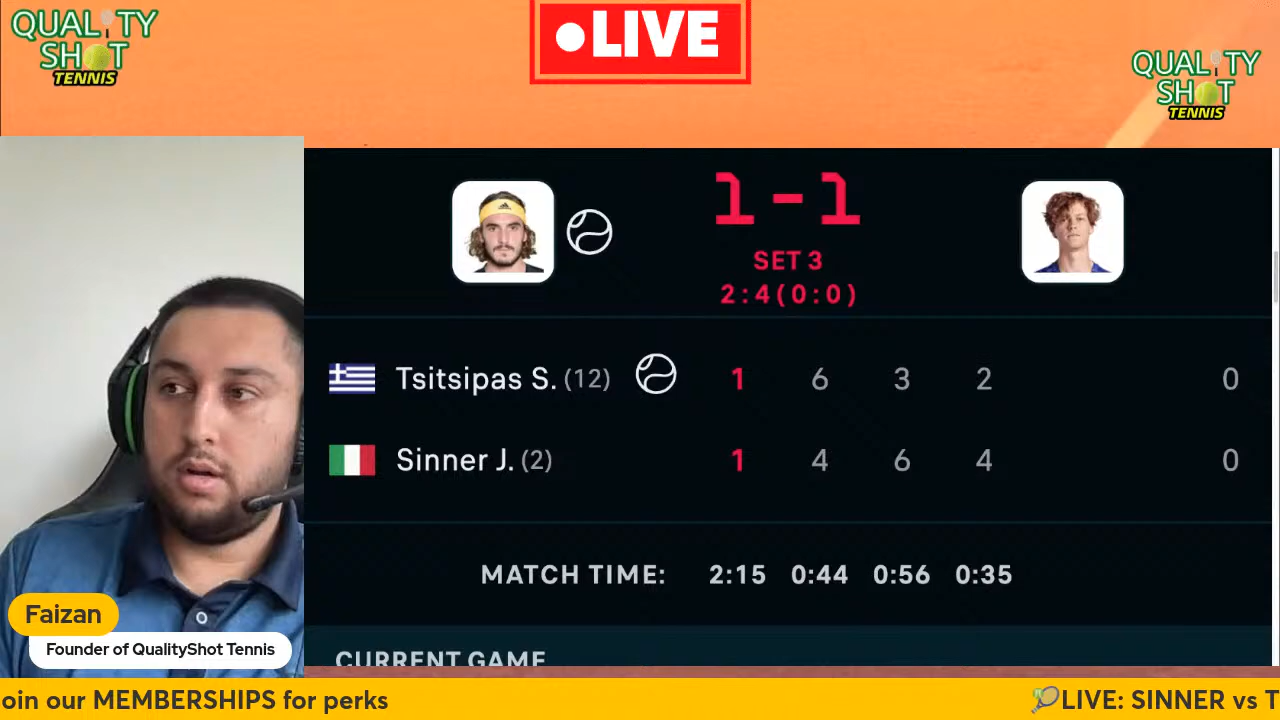 QUALITY
SHOT
TENNIS
LIVE
QUALITY
SHOT
TENNIS
1-1
SET 3
2:4(0:0)
Tsitsipas S. (12) 1 6 3 2 0
Sinner J. (2) 1 4 6 4 0
MATCH TIME: 2:15 0:44 0:56 0:35
CURRENT GAME
Faizan
Founder of QualityShot Tennis
oin our MEMBERSHIPS for perks
LIVE: SINNER vs T